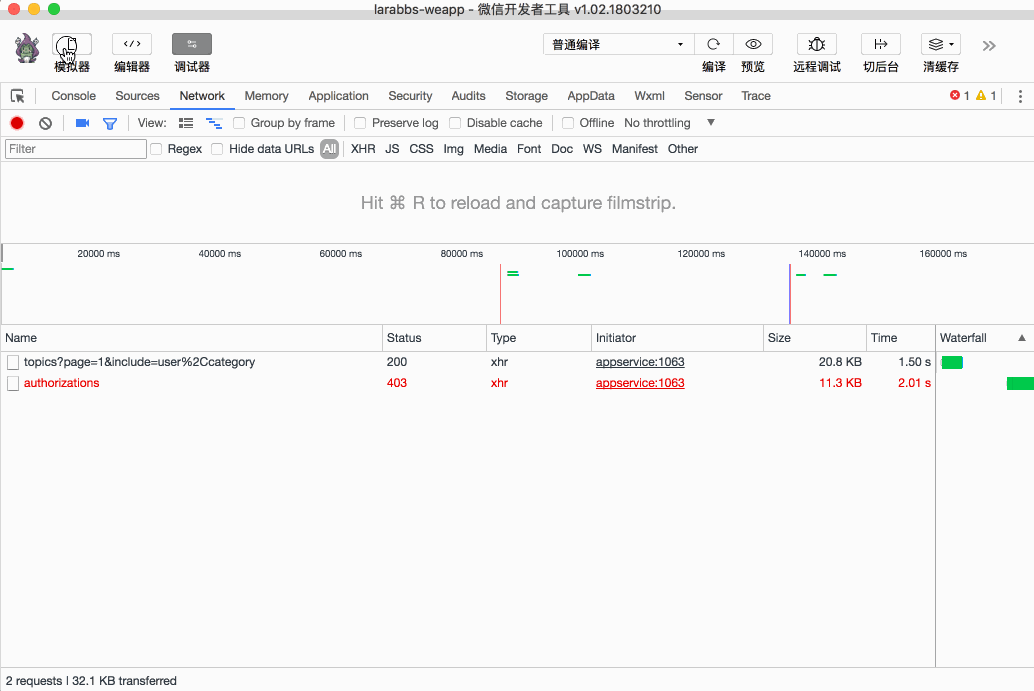 larabbs-weapp - 微信开发者工具 v1.02.1803210
普通编译
模拟器 编辑器 调试器 编译 预览 远程调试 切后台 清缓存
Console Sources Network Memory Application Security Audits Storage AppData Wxml Sensor Trace 1 1
View: Group by frame Preserve log Disable cache Offline No throttling
Filter Regex Hide data URLs All XHR JS CSS Img Media Font Doc WS Manifest Other
Hit ⌘ R to reload and capture filmstrip.
20000 ms 40000 ms 60000 ms 80000 ms 100000 ms 120000 ms 140000 ms 160000 ms
Name Status Type Initiator Size Time Waterfall
topics?page=1&include=user%2Ccategory 200 xhr appservice:1063 20.8 KB 1.50 s
authorizations 403 xhr appservice:1063 11.3 KB 2.01 s
2 requests | 32.1 KB transferred